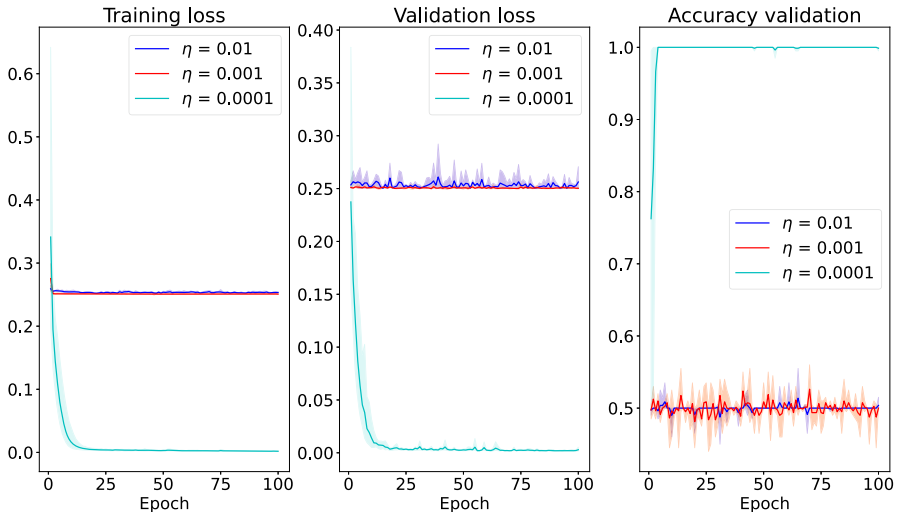 Training loss
0.6
0.5
0.4
0.3
0.2
0.1
0.0
0 25 50 75 100
Epoch
η = 0.01
η = 0.001
η = 0.0001
Validation loss
0.40
0.35
0.30
0.25
0.20
0.15
0.10
0.05
0.00
0 25 50 75 100
Epoch
η = 0.01
η = 0.001
η = 0.0001
Accuracy validation
1.0
0.9
0.8
0.7
0.6
0.5
0 25 50 75 100
Epoch
η = 0.01
η = 0.001
η = 0.0001